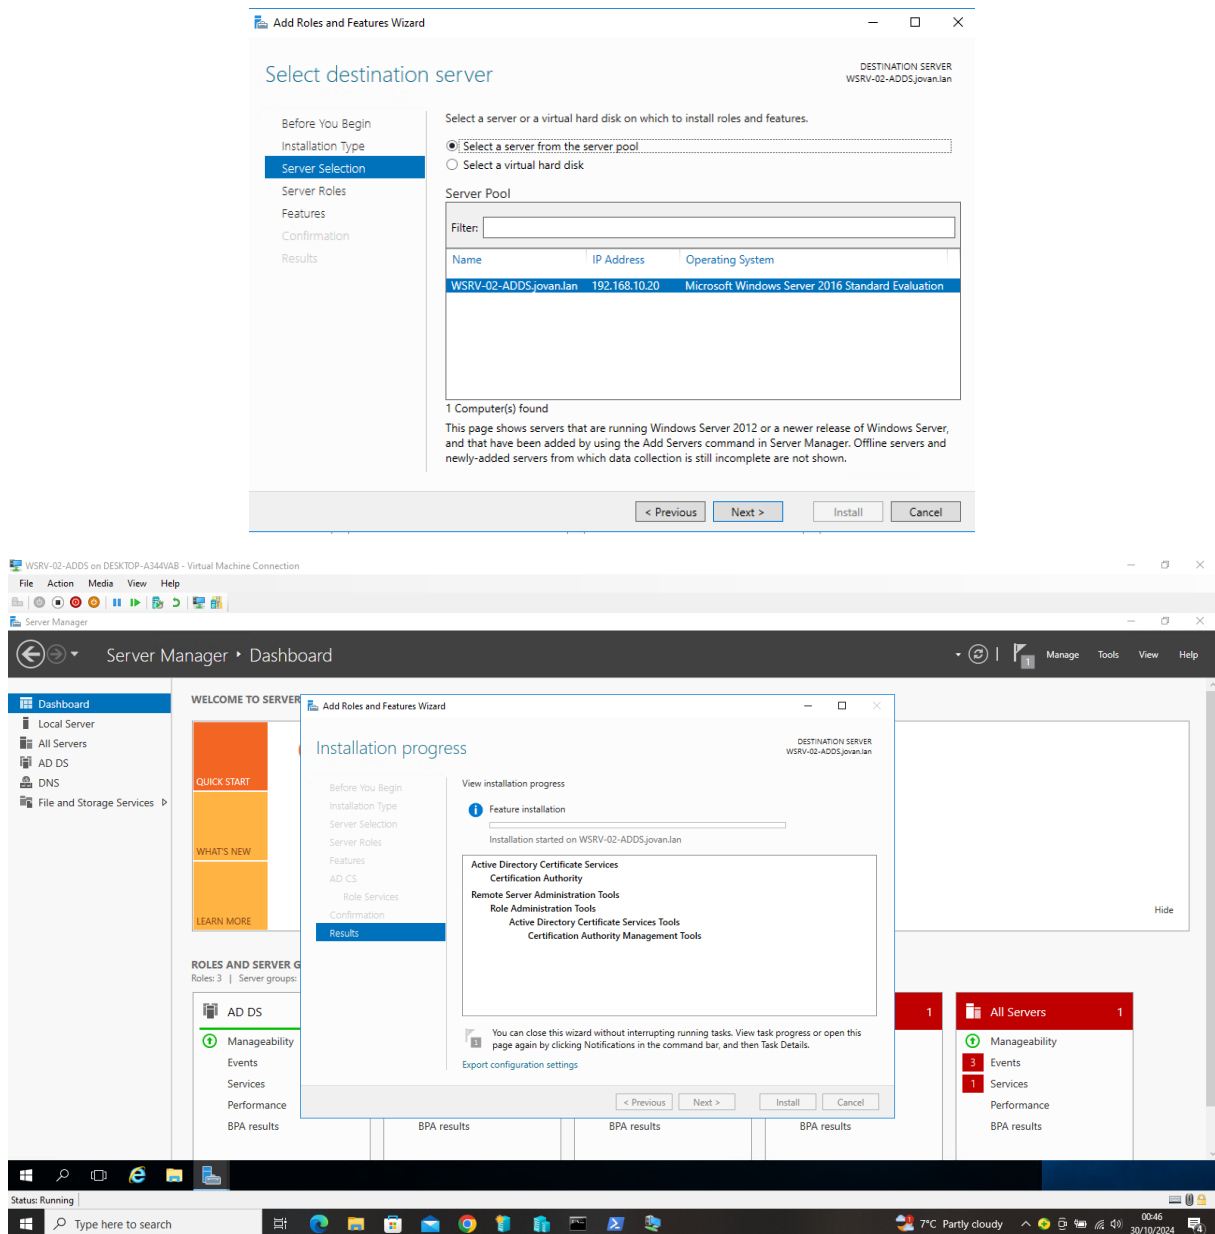 Add Roles and Features Wizard
Select destination server
DESTINATION SERVER
WSRV-02-ADDS.jovan.lan
Before You Begin
Installation Type
Server Selection
Server Roles
Features
Confirmation
Results
Select a server or a virtual hard disk on which to install roles and features.
Select a server from the server pool
Select a virtual hard disk
Server Pool
Filter:
Name IP Address Operating System
WSRV-02-ADDS.jovan.lan 192.168.10.20 Microsoft Windows Server 2016 Standard Evaluation
1 Computer(s) found
This page shows servers that are running Windows Server 2012 or a newer release of Windows Server,
and that have been added by using the Add Servers command in Server Manager. Offline servers and
newly-added servers from which data collection is still incomplete are not shown.
< Previous Next > Install Cancel
WSRV-02-ADDS on DESKTOP-A344VAB - Virtual Machine Connection
File Action Media View Help
Server Manager
Server Manager • Dashboard
1
Manage Tools View Help
Dashboard
Local Server
All Servers
AD DS
DNS
File and Storage Services
WELCOME TO SERVER
QUICK START
WHAT'S NEW
LEARN MORE
Hide
ROLES AND SERVER G
Roles: 3 | Server groups:
Add Roles and Features Wizard
Installation progress
DESTINATION SERVER
WSRV-02-ADDS.jovan.lan
Before You Begin
Installation Type
Server Selection
Server Roles
Features
AD CS
Role Services
Confirmation
Results
View installation progress
Feature installation
Installation started on WSRV-02-ADDS.jovan.lan
Active Directory Certificate Services
Certification Authority
Remote Server Administration Tools
Role Administration Tools
Active Directory Certificate Services Tools
Certification Authority Management Tools
1
You can close this wizard without interrupting running tasks. View task progress or open this
page again by clicking Notifications in the command bar, and then Task Details.
Export configuration settings
< Previous Next > Install Cancel
AD DS
Manageability
Events
Services
Performance
BPA results
BPA results
BPA results
1
BPA results
All Servers 1
Manageability
3 Events
1 Services
Performance
BPA results
Status: Running
Type here to search
7°C Partly cloudy
00:46
30/10/2024
4